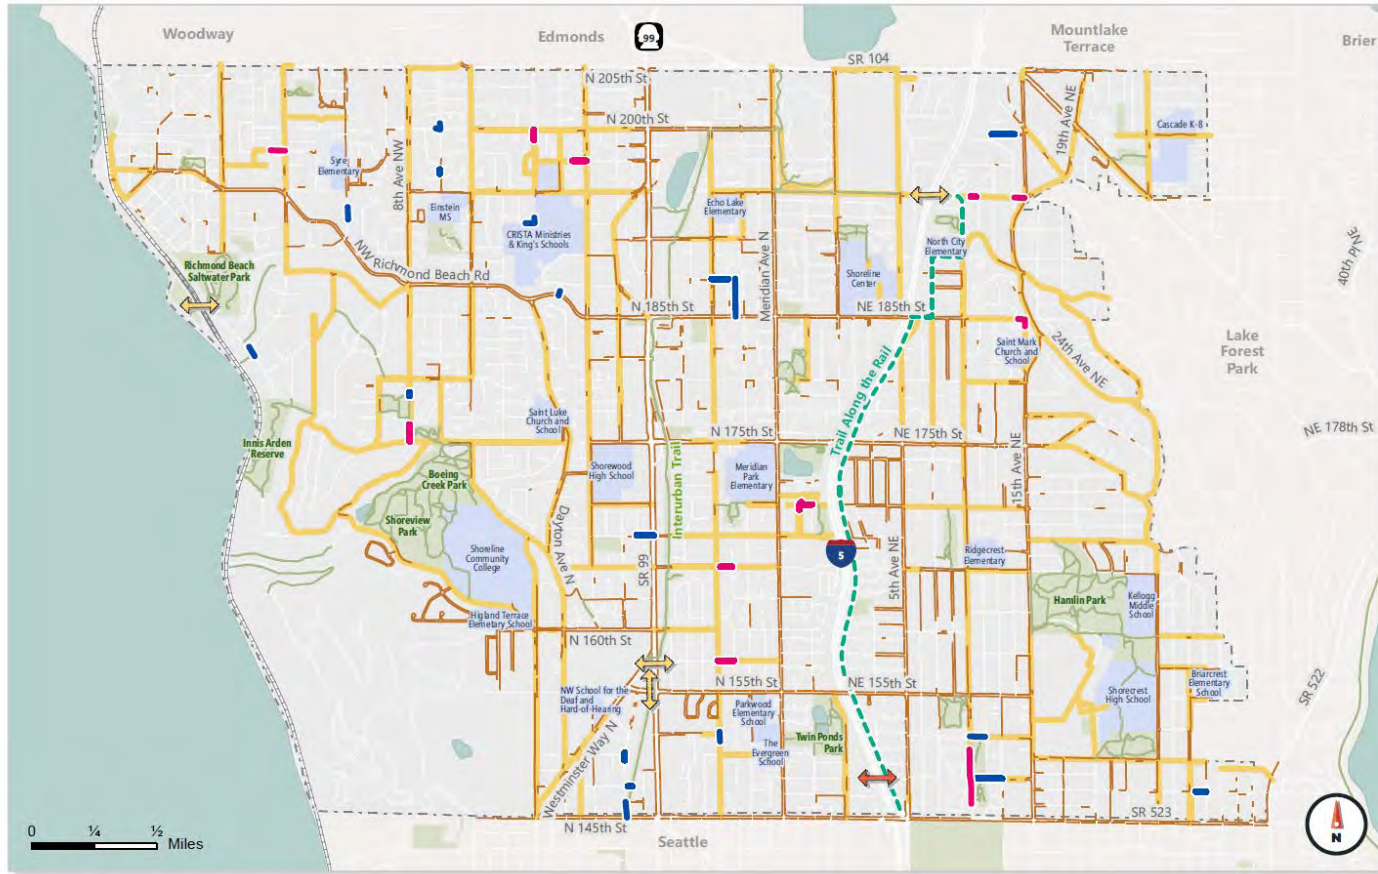 Woodway
Edmonds
99
Mountlake
Terrace
Brier
SR 104
N 205th St
N 200th St
19th Ave NE
Cascade K-8
Syre
Elementary
8th Ave NW
Einstein
MS
Echo Lake
Elementary
CRISTA Ministries
& King's Schools
NW Richmond Beach Rd
Richmond Beach
Saltwater Park
Meridian Ave N
Shoreline
Center
North City
Elementary
40th Pl NE
N 185th St
NE 185th St
Saint Mark
Church and
School
24th Ave NE
Lake
Forest
Park
Trail Along the Rail
Saint Luke
Church and
School
N 175th St
NE 175th St
NE 178th St
Innis Arden
Reserve
Boeing
Creek Park
Shorewood
High School
Interurban Trail
Meridian
Park
Elementary
15th Ave NE
Shoreview
Park
Dayton Ave N
Shoreline
Community
College
SR 99
5
5th Ave NE
Ridgecrest
Elementary
Hamlin Park
Kellogg
Middle
School
Higland Terrace
Elemetary School
N 160th St
N 155th St
NE 155th St
NW School for the
Deaf and
Hard-of-Hearing
Parkwood
Elementary
School
The
Evergreen
School
Twin Ponds
Park
Shorecrest
High School
Briarcrest
Elementary
School
SR 522
Westminster Way N
N 145th St
SR 523
Seattle
0 ¼ ½
Miles
N